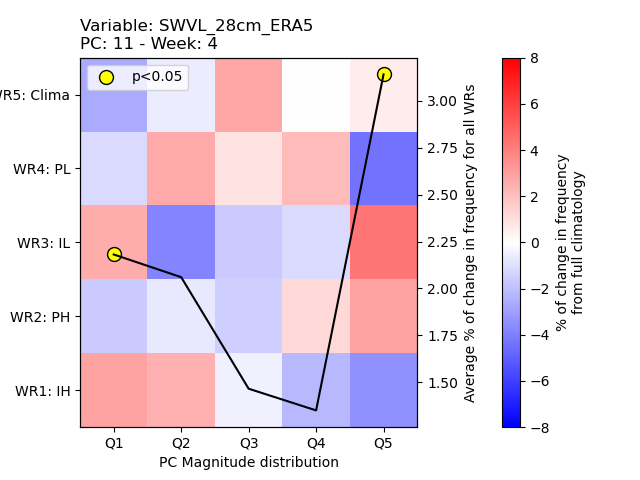 Variable: SWVL_28cm_ERA5
PC: 11 - Week: 4
p<0.05
WR5: Clima
WR4: PL
WR3: IL
WR2: PH
WR1: IH
Q1 Q2 Q3 Q4 Q5
PC Magnitude distribution
3.00
2.75
2.50
2.25
2.00
1.75
1.50
Average % of change in frequency for all WRs
8
6
4
2
0
−2
−4
−6
−8
% of change in frequency
from full climatology